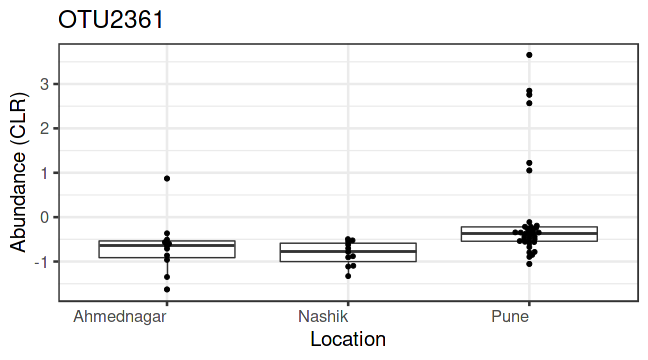 OTU2361
Abundance (CLR)
3
2
1
0
-1
Ahmednagar
Nashik
Pune
Location